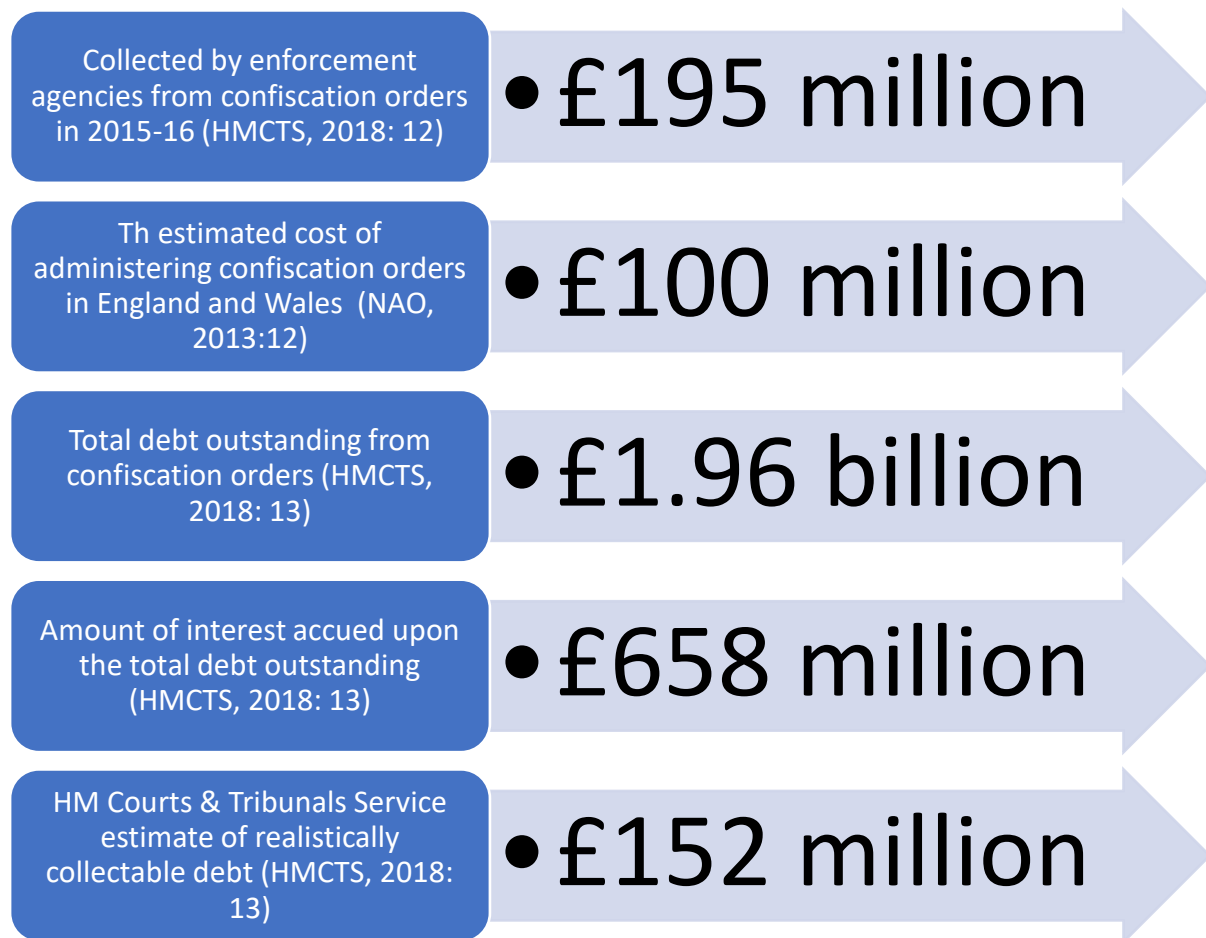 Collected by enforcement
agencies from confiscation orders
in 2015-16 (HMCTS, 2018: 12)
• £195 million
Th estimated cost of
administering confiscation orders
in England and Wales  (NAO,
2013:12)
• £100 million
Total debt outstanding from
confiscation orders (HMCTS,
2018: 13)
• £1.96 billion
Amount of interest accued upon
the total debt outstanding
(HMCTS, 2018: 13)
• £658 million
HM Courts & Tribunals Service
estimate of realistically
collectable debt (HMCTS, 2018:
13)
• £152 million